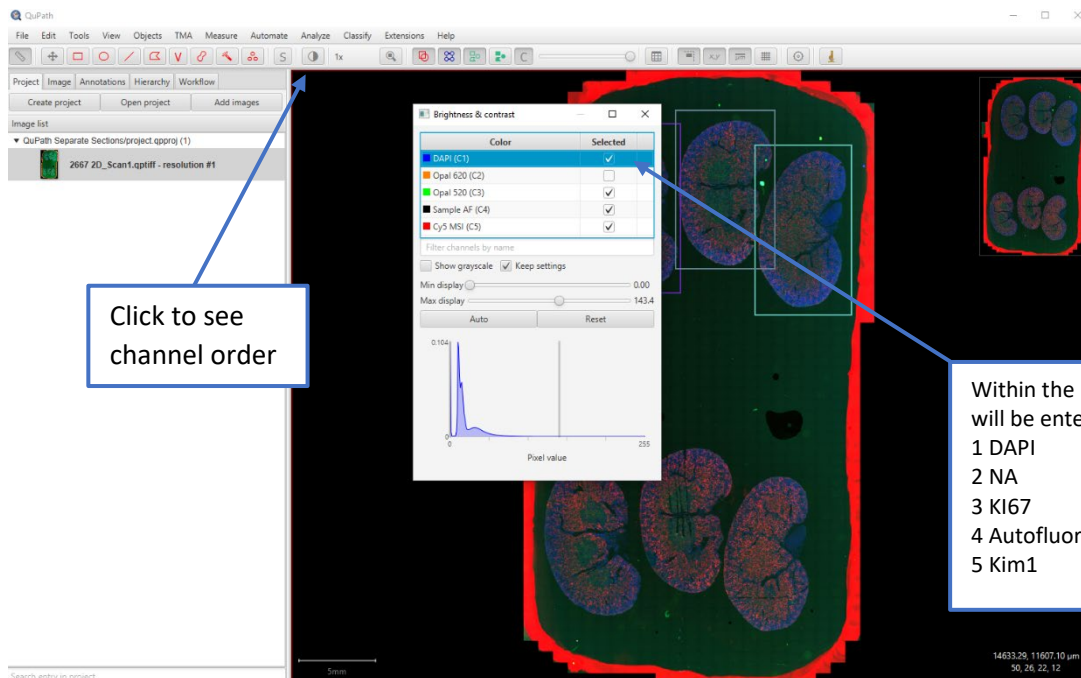 QuPath
File Edit Tools View Objects TMA Measure Automate Analyze Classify Extensions Help
S 1x C
Project Image Annotations Hierarchy Workflow
Create project Open project Add images
Image list
QuPath Separate Sections/project.qpproj (1)
2667 2D_Scan1.qptiff - resolution #1
Brightness & contrast
Color Selected
DAPI (C1)
Opal 620 (C2)
Opal 520 (C3)
Sample AF (C4)
Cy5 MSI (C5)
Filter channels by name
Show grayscale Keep settings
Min display 0.00
Max display 143.4
Auto Reset
0.104
0
0 255
Pixel value
Click to see
channel order
Within the
will be ente
1 DAPI
2 NA
3 KI67
4 Autofluor
5 Kim1
5mm
14633.29, 11607.10 µm
50, 26, 22, 12
Search entry in project